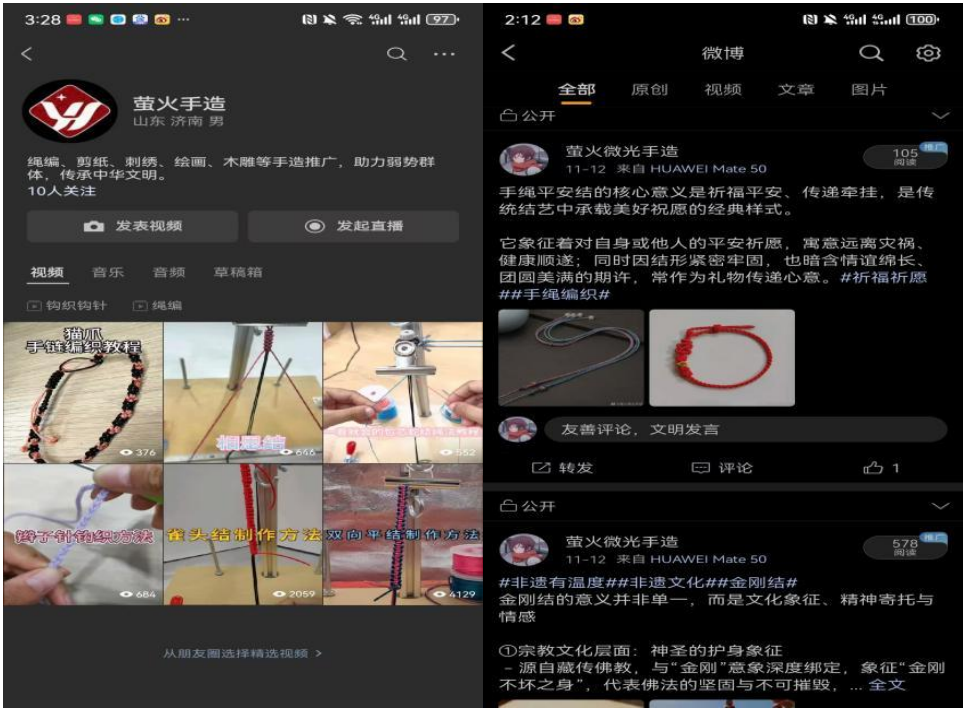 3:28
4G 4G 97
萤火手造
山东 济南 男
绳编、剪纸、刺绣、绘画、木雕等手造推广，助力弱势群
体，传承中华文明。
10人关注
发表视频
发起直播
视频 音乐 音频 草稿箱
钩织钩针 绳编
猫爪
手链编织教程
376
相思结
646
552
辫子针钩织方法
684
雀头结制作方法
2059
双向平结制作方法
4129
从朋友圈选择精选视频 >
2:12
4G 4G 100
微博
全部 原创 视频 文章 图片
公开
萤火微光手造
11-12 来自 HUAWEI Mate 50
105
阅读
推广
手绳平安结的核心意义是祈福平安、传递牵挂，是传
统结艺中承载美好祝愿的经典样式。
它象征着对自身或他人的平安祈愿，寓意远离灾祸、
健康顺遂；同时因结形紧密牢固，也暗含情谊绵长、
团圆美满的期许，常作为礼物传递心意。#祈福祈愿
##手绳编织#
友善评论，文明发言
转发 评论 1
公开
萤火微光手造
11-12 来自 HUAWEI Mate 50
578
阅读
推广
#非遗有温度##非遗文化##金刚结#
金刚结的意义并非单一，而是文化象征、精神寄托与
情感
①宗教文化层面：神圣的护身象征
- 源自藏传佛教，与“金刚”意象深度绑定，象征“金刚
不坏之身”，代表佛法的坚固与不可摧毁，... 全文